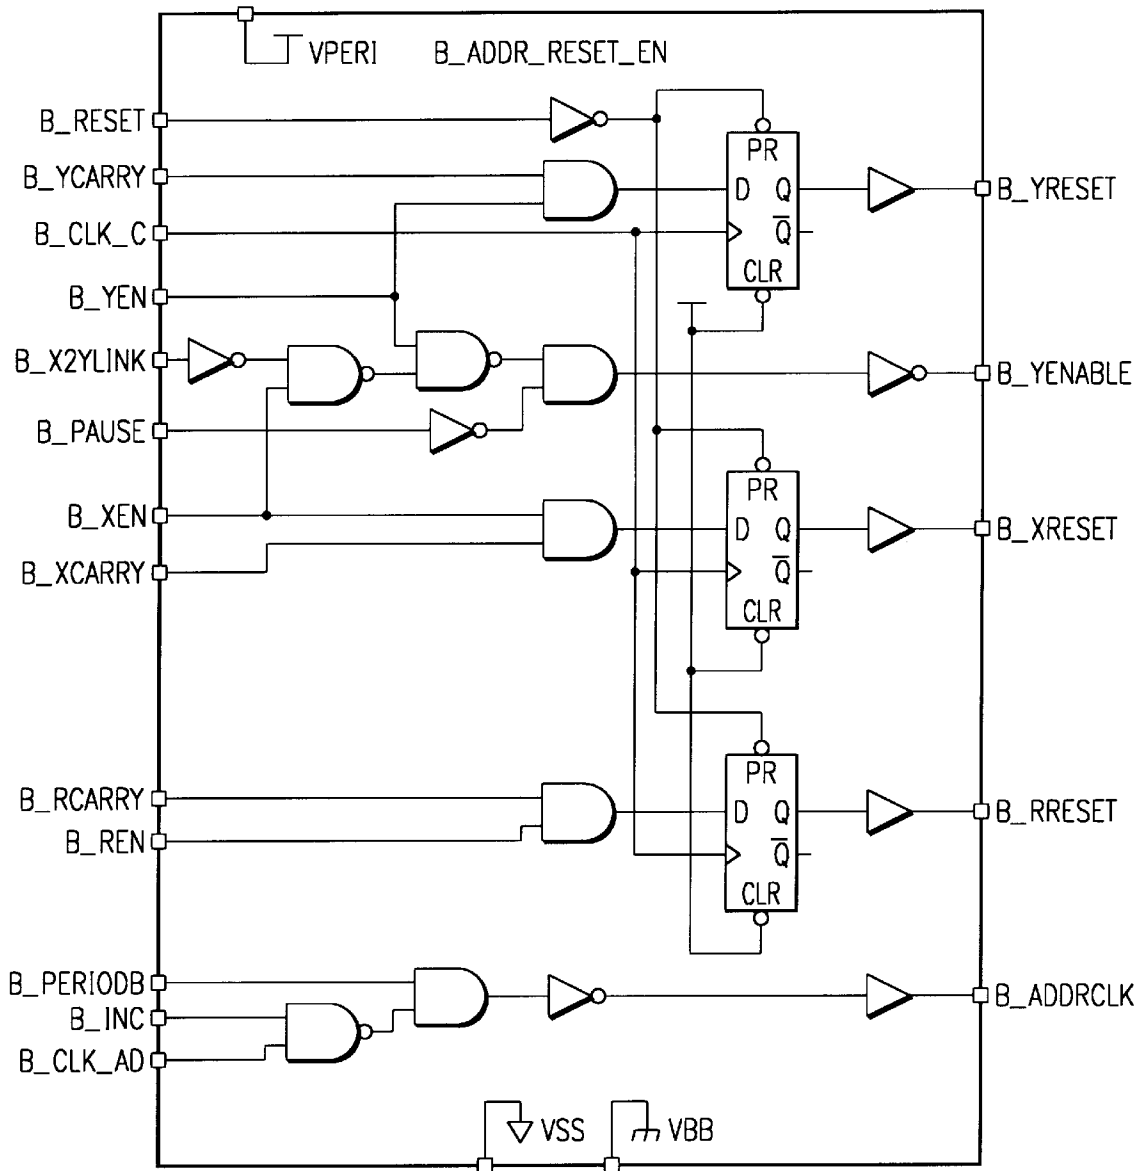 VPERI B_ADDR_RESET_EN
B_RESET
B_YCARRY
B_CLK_C
B_YEN
B_X2YLINK
B_PAUSE
B_XEN
B_XCARRY
B_RCARRY
B_REN
B_PERIODB
B_INC
B_CLK_AD
PR
D Q
Q̅
CLR
PR
D Q
Q̅
CLR
PR
D Q
Q̅
CLR
B_YRESET
B_YENABLE
B_XRESET
B_RRESET
B_ADDRCLK
VSS VBB